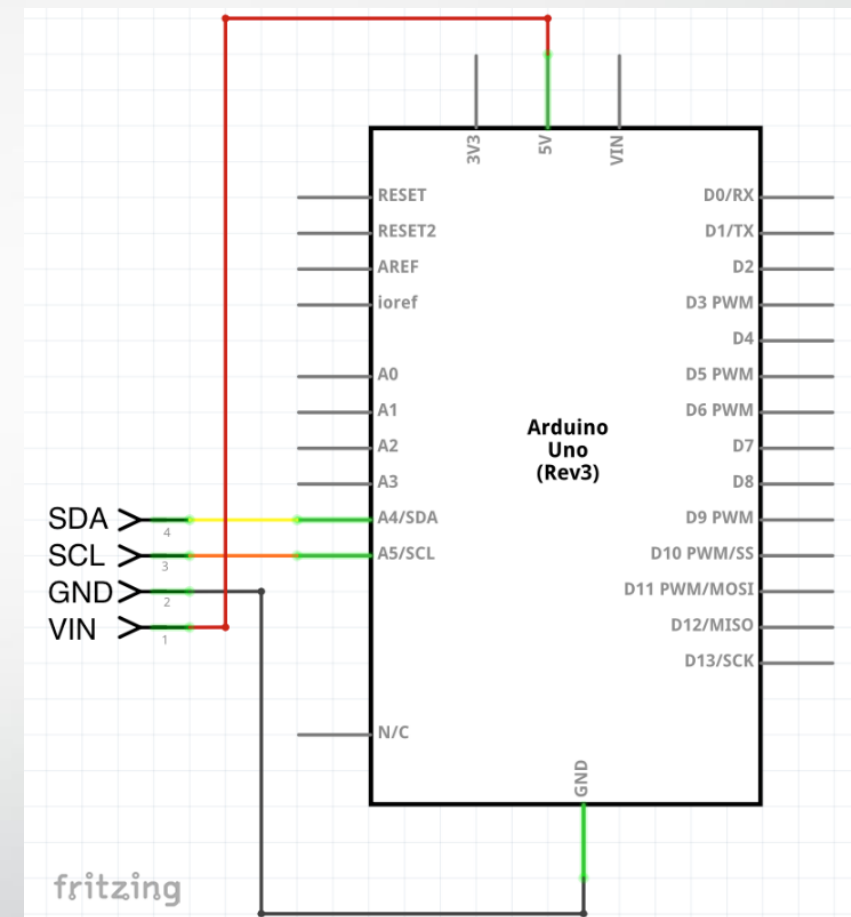 3V3
5V
VIN
RESET
D0/RX
RESET2
D1/TX
AREF
D2
ioref
D3 PWM
D4
A0
D5 PWM
A1
D6 PWM
Arduino
Uno
(Rev3)
A2
D7
A3
D8
SDA
4
A4/SDA
D9 PWM
SCL
3
A5/SCL
D10 PWM/SS
GND
2
D11 PWM/MOSI
VIN
1
D12/MISO
D13/SCK
N/C
GND
fritzing